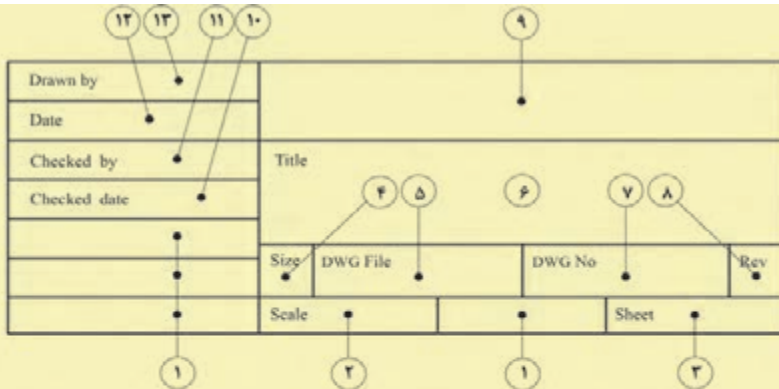 ۱۲ ۱۳ ۱۱ ۱۰ ۹
Drawn by
Date
Checked by
Title
Checked date
۴ ۵ ۶ ۷ ۸
Size DWG File DWG No Rev
Scale Sheet
۱ ۲ ۱ ۳